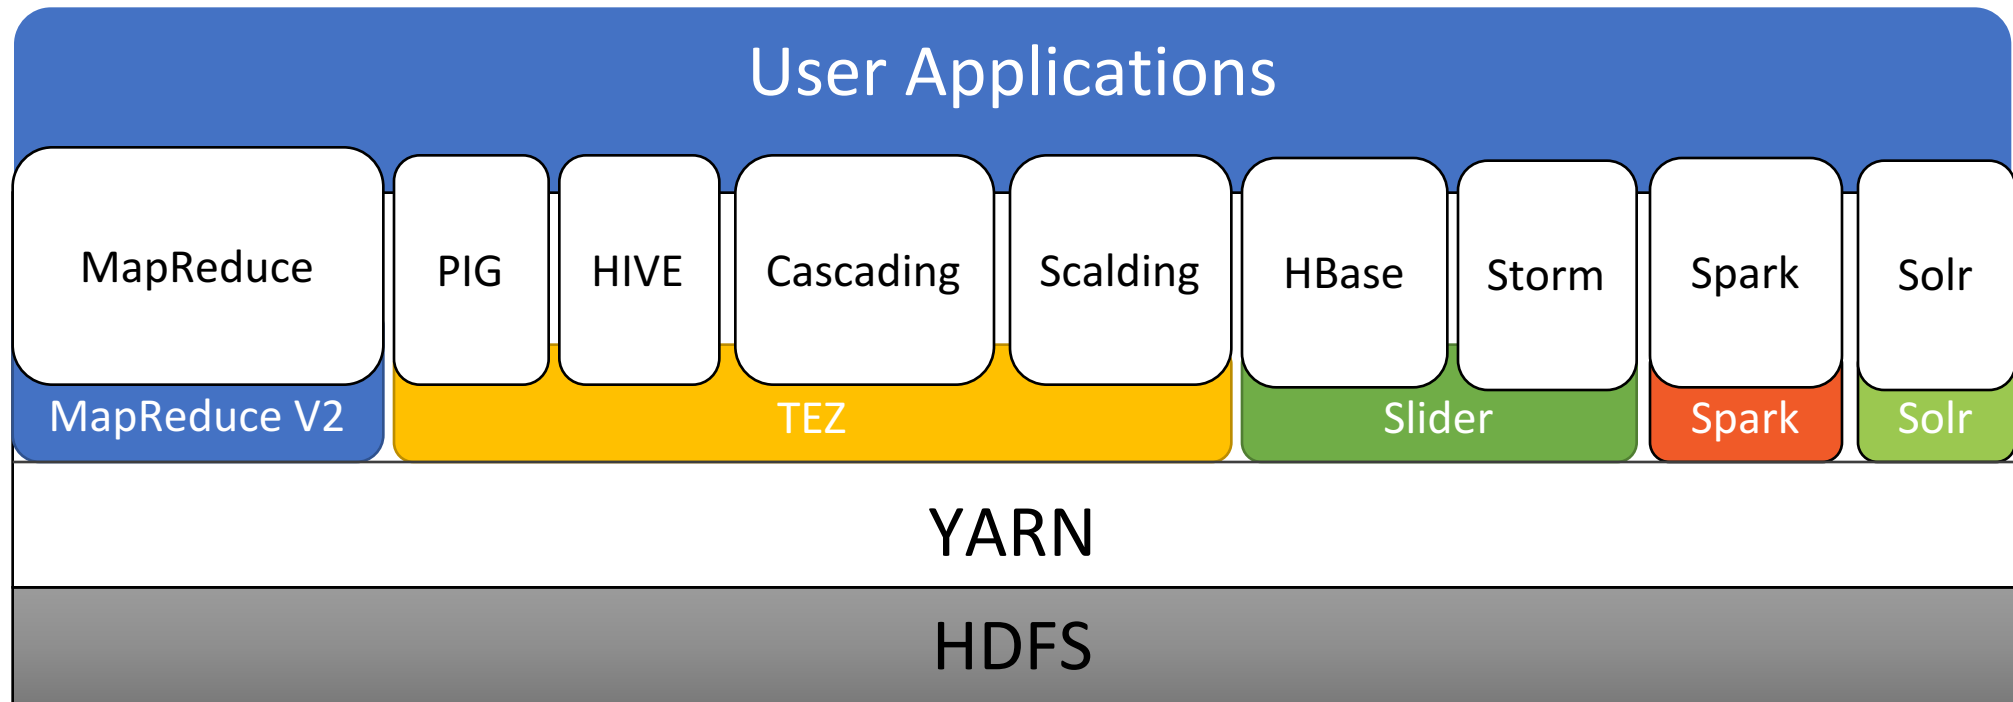 User Applications
MapReduce
PIG
HIVE
Cascading
Scalding
HBase
Storm
Spark
Solr
MapReduce V2
TEZ
Slider
Spark
Solr
YARN
HDFS